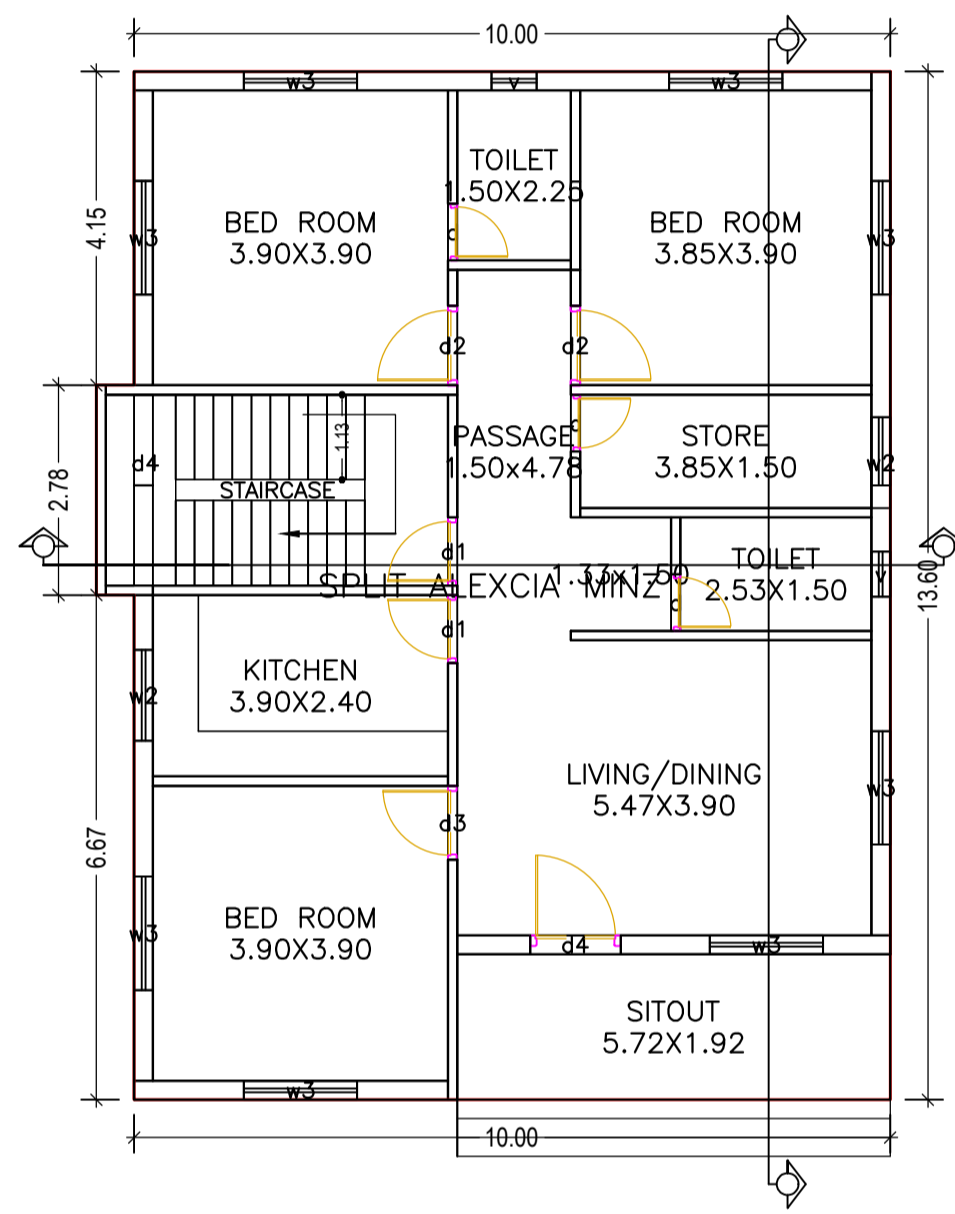 10.00
w3
v
w3
4.15
TOILET
1.50X2.25
BED ROOM
3.90X3.90
BED ROOM
3.85X3.90
w3
w3
d
d2
d2
2.78
d4
1.13
STAIRCASE
PASSAGE
1.50x4.78
d
STORE
3.85X1.50
w2
d1
TOILET
2.53X1.50
1.33x1.50
v
d
13.60
SPLIT ALEXCIA MINZ
d1
KITCHEN
3.90X2.40
w2
LIVING/DINING
5.47X3.90
w3
d3
6.67
BED ROOM
3.90X3.90
w3
d4
w3
SITOUT
5.72X1.92
w3
10.00